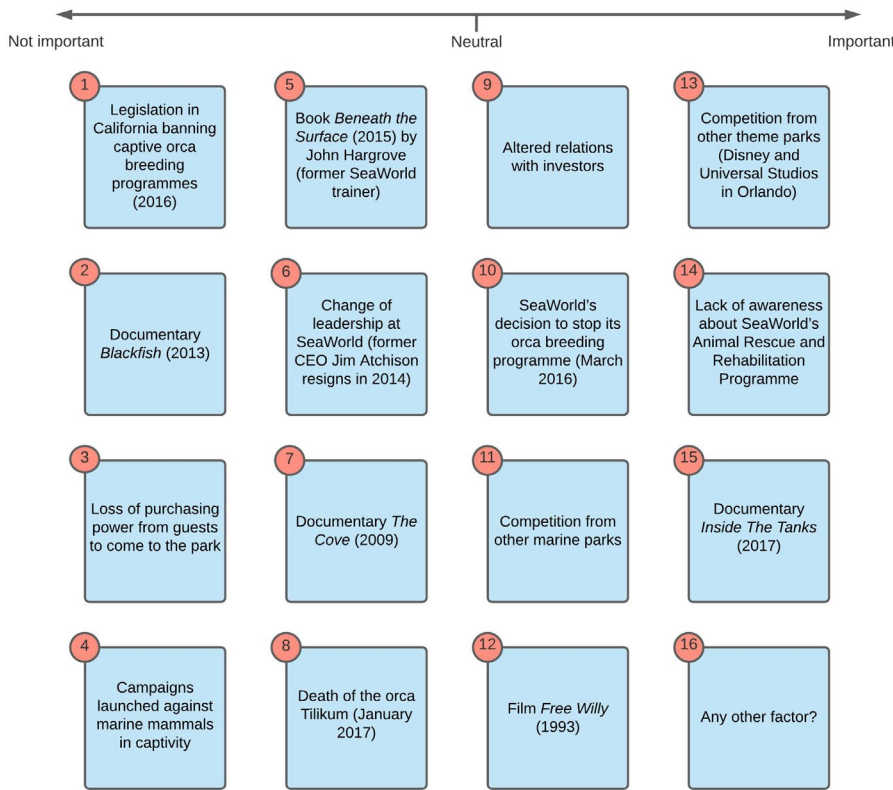 Not important
Neutral
Important
1
Legislation in
California banning
captive orca
breeding
programmes
(2016)
5
Book Beneath the
Surface (2015) by
John Hargrove
(former SeaWorld
trainer)
9
Altered relations
with investors
13
Competition from
other theme parks
(Disney and
Universal Studios
in Orlando)
2
Documentary
Blackfish (2013)
6
Change of
leadership at
SeaWorld (former
CEO Jim Atchison
resigns in 2014)
10
SeaWorld’s
decision to stop its
orca breeding
programme (March
2016)
14
Lack of awareness
about SeaWorld’s
Animal Rescue and
Rehabilitation
Programme
3
Loss of purchasing
power from guests
to come to the park
7
Documentary The
Cove (2009)
11
Competition from
other marine parks
15
Documentary
Inside The Tanks
(2017)
4
Campaigns
launched against
marine mammals
in captivity
8
Death of the orca
Tilikum (January
2017)
12
Film Free Willy
(1993)
16
Any other factor?